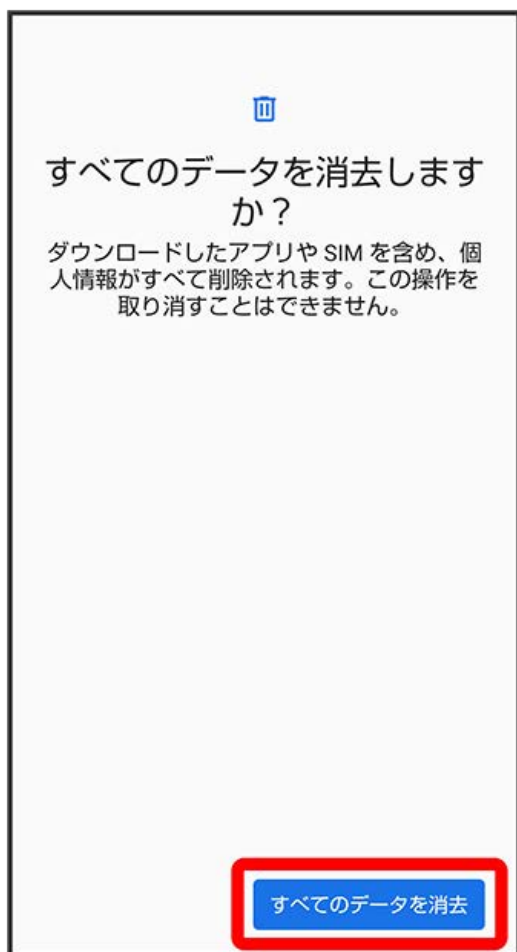 すべてのデータを消去します
か？
ダウンロードしたアプリや SIM を含め、個
人情報がすべて削除されます。この操作を
取り消すことはできません。
すべてのデータを消去